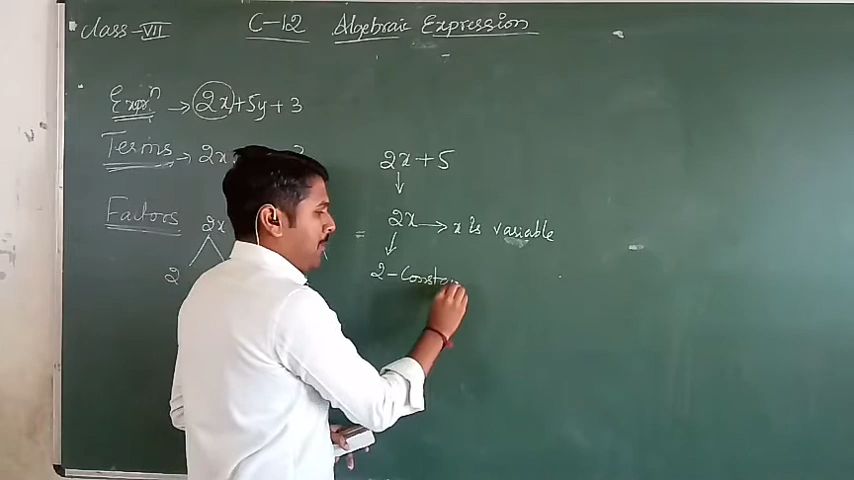 Class-VII C-12 Algebraic Expression
Exprⁿ → 2x+5y+3
Terms → 2x 3
2x+5
Factors 2x =
2x → x is variable
2
2-Consta